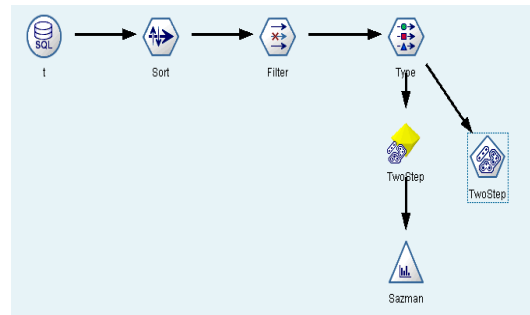 SQL
t
Sort
Filter
Type
TwoStep
TwoStep
Sazman